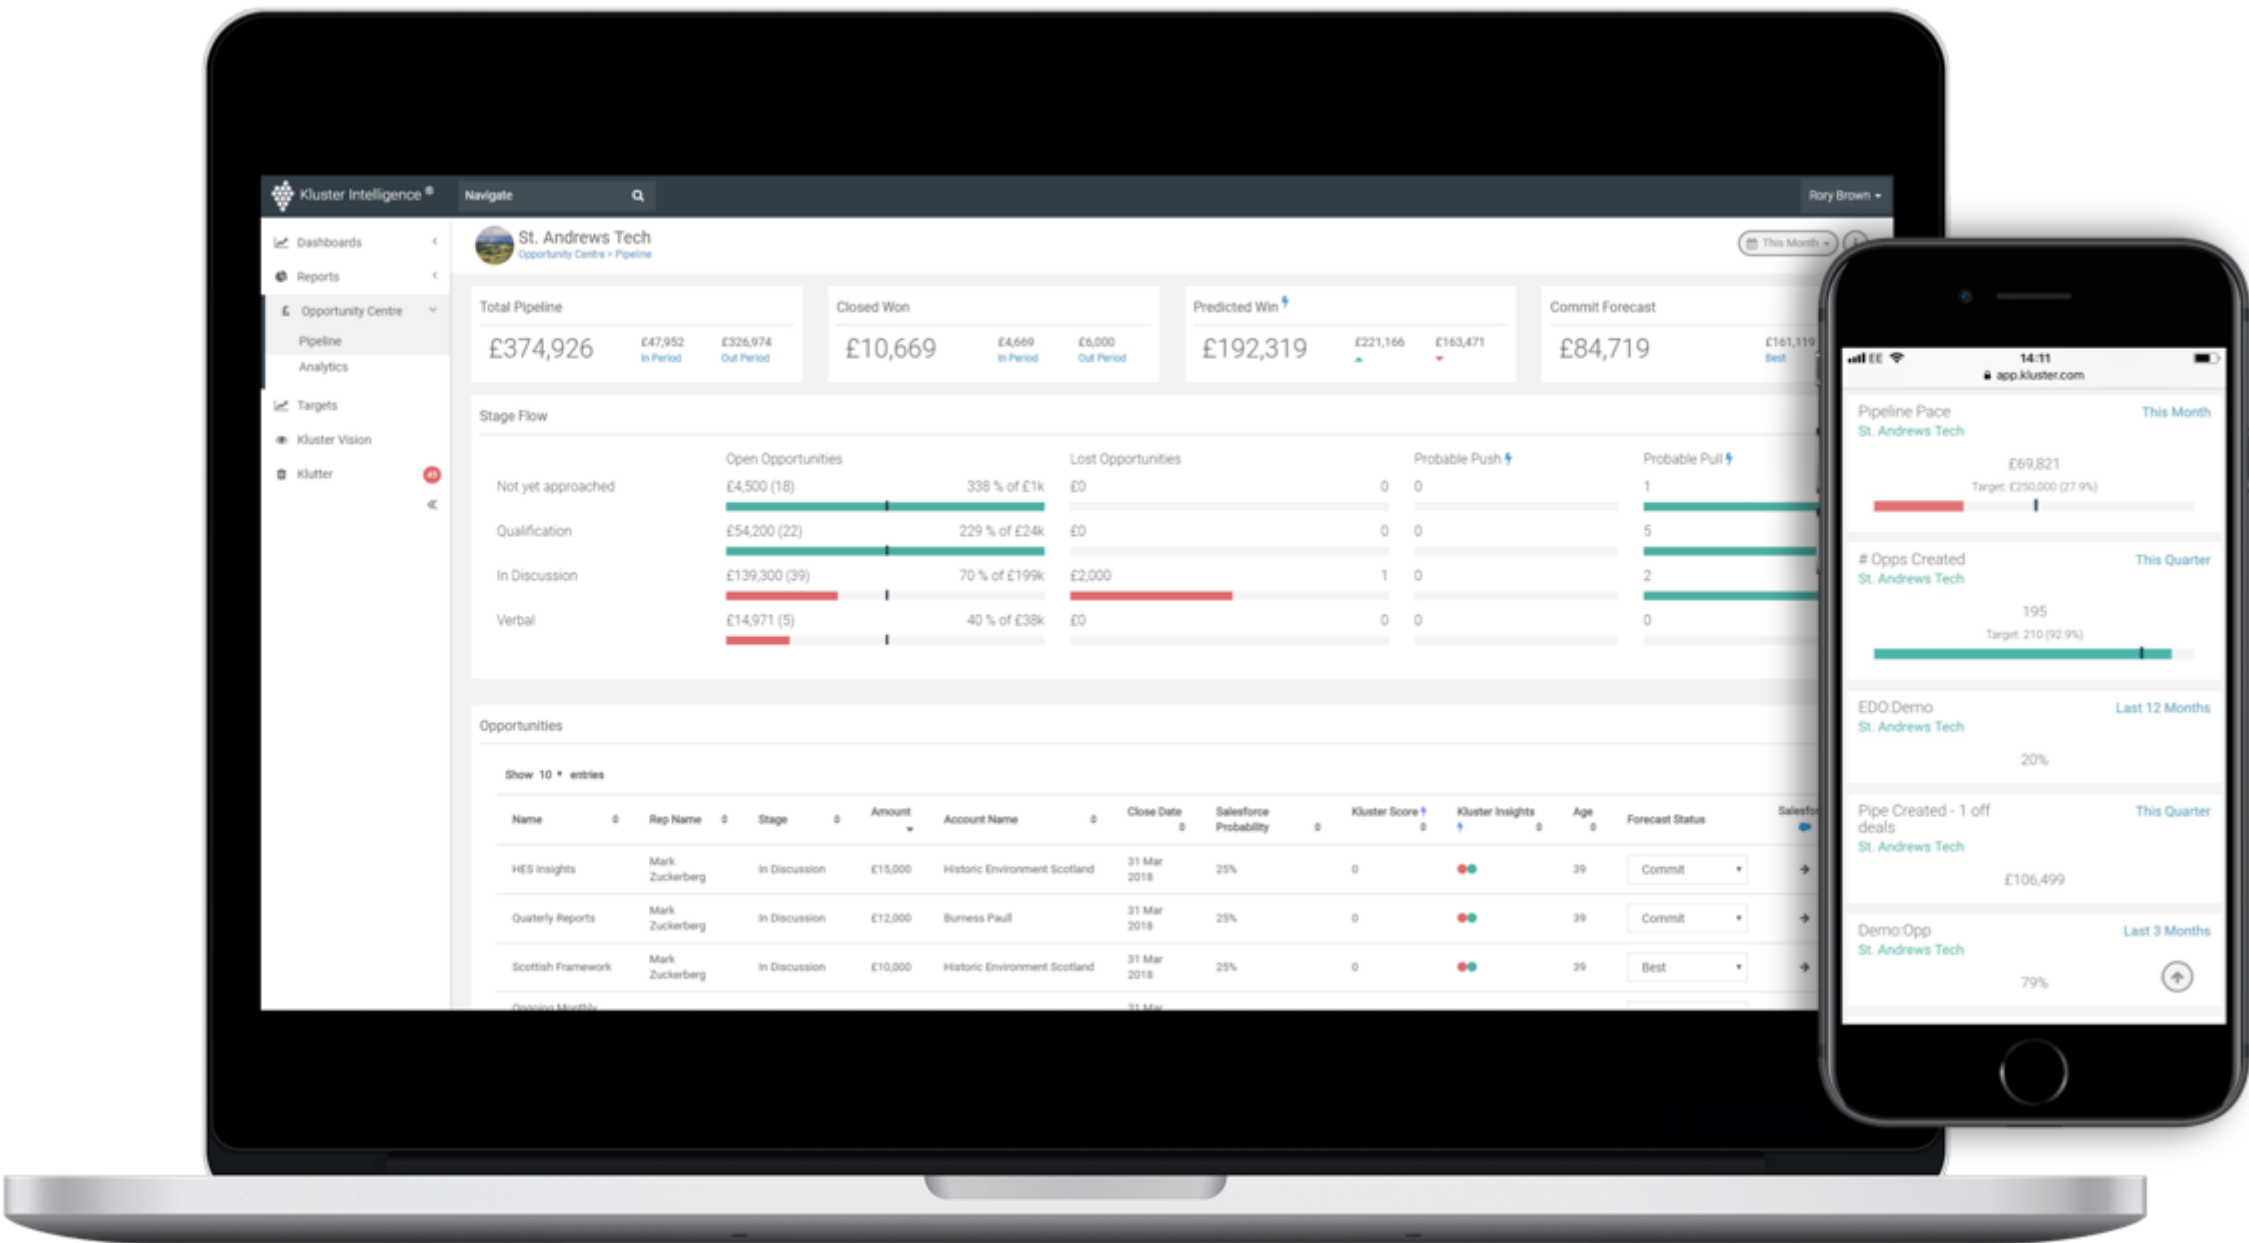 Kluster Intelligence ®
Navigate
Rory Brown
Dashboards
Reports
£ Opportunity Centre
Pipeline
Analytics
Targets
Kluster Vision
Klutter
St. Andrews Tech
Opportunity Centre > Pipeline
This Month
Total Pipeline
£374,926
£47,952
In Period
£326,974
Out Period
Closed Won
£10,669
£4,669
In Period
£6,000
Out Period
Predicted Win
£192,319
£221,166
£163,471
Commit Forecast
£84,719
£161,119
Best
Stage Flow
Open Opportunities Lost Opportunities Probable Push Probable Pull
Not yet approached £4,500 (18) 338 % of £1k £0 0 0 1
Qualification £54,200 (22) 229 % of £24k £0 0 0 5
In Discussion £139,300 (39) 70 % of £199k £2,000 1 0 2
Verbal £14,971 (5) 40 % of £38k £0 0 0 0
Opportunities
Show 10 entries
Name Rep Name Stage Amount Account Name Close Date Salesforce Probability Kluster Score Kluster Insights Age Forecast Status Salesfor
HES Insights Mark Zuckerberg In Discussion £15,000 Historic Environment Scotland 31 Mar 2018 25% 0 39 Commit
Quaterly Reports Mark Zuckerberg In Discussion £12,000 Burness Paull 31 Mar 2018 25% 0 39 Commit
Scottish Framework Mark Zuckerberg In Discussion £10,000 Historic Environment Scotland 31 Mar 2018 25% 0 39 Best
Ongoing Monthly 31 Mar
EE 14:11
app.kluster.com
Pipeline Pace This Month
St. Andrews Tech
£69,821
Target: £250,000 (27.9%)
# Opps Created This Quarter
St. Andrews Tech
195
Target: 210 (92.9%)
EDO:Demo Last 12 Months
St. Andrews Tech
20%
Pipe Created - 1 off This Quarter
deals
St. Andrews Tech
£106,499
Demo:Opp Last 3 Months
St. Andrews Tech
79%